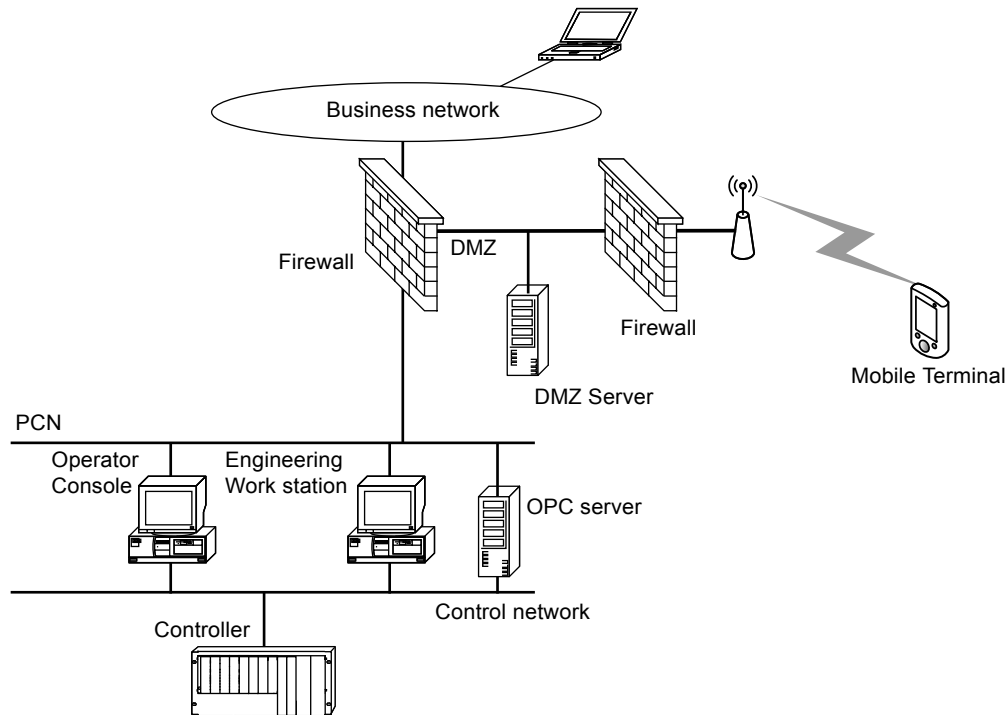 Business network
Firewall
DMZ
Firewall
DMZ Server
Mobile Terminal
PCN
Operator
Console
Engineering
Work station
OPC server
Control network
Controller